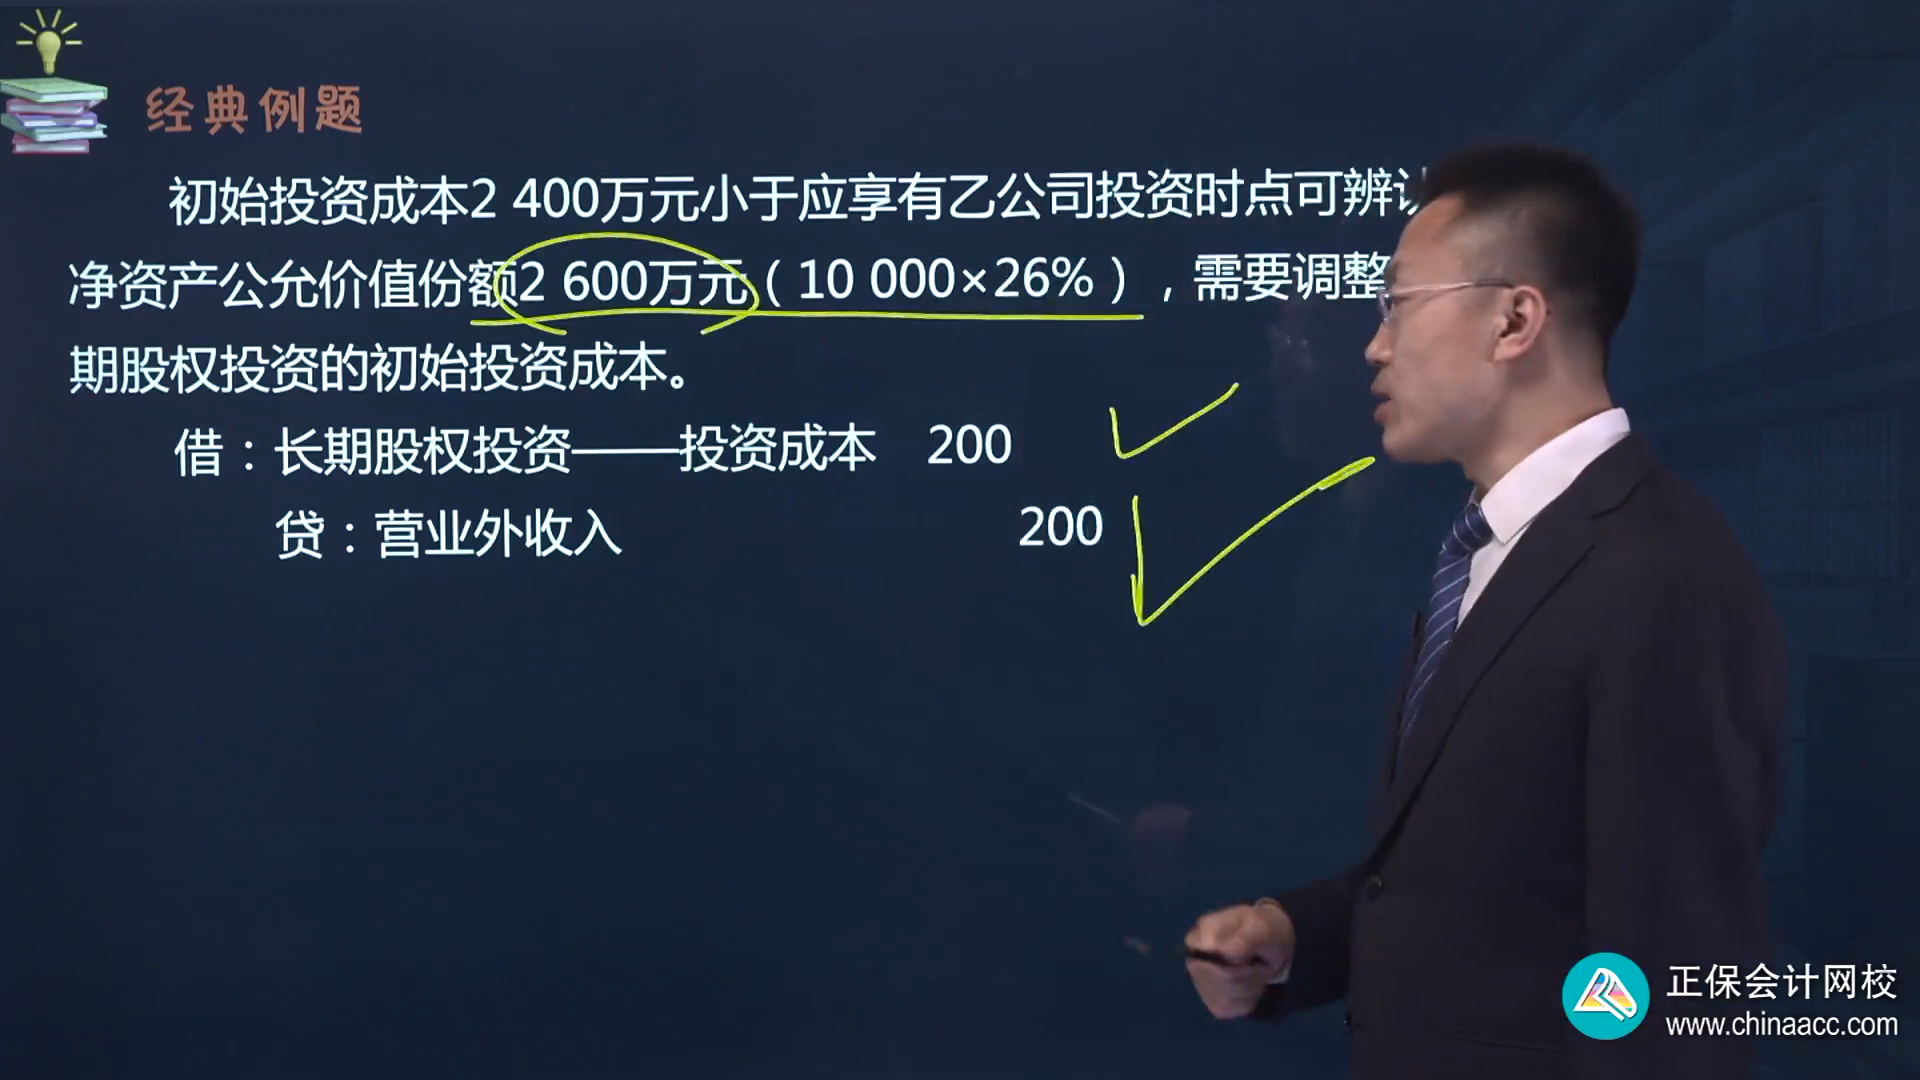 经典例题
初始投资成本2 400万元小于应享有乙公司投资时点可辨
净资产公允价值份额2 600万元（10 000×26%），需要调整
期股权投资的初始投资成本。
借：长期股权投资——投资成本 200
贷：营业外收入 200
正保会计网校
www.chinaacc.com